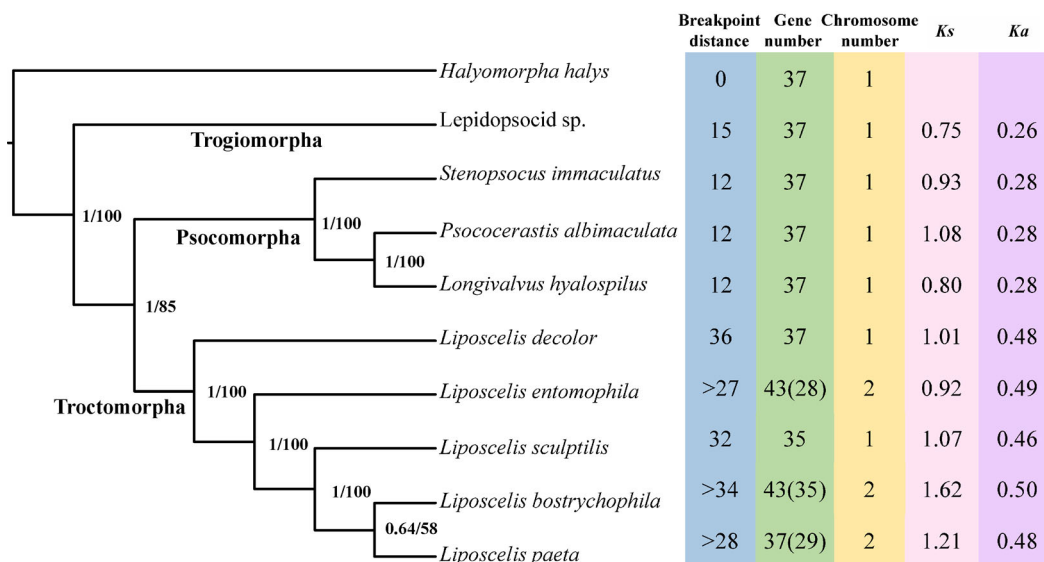 Breakpoint distance Gene number Chromosome number Ks Ka
Halyomorpha halys 0 37 1
Lepidopsocid sp. 15 37 1 0.75 0.26
Trogiomorpha
Stenopsocus immaculatus 12 37 1 0.93 0.28
1/100
1/100
Psocomorpha
Psococerastis albimaculata 12 37 1 1.08 0.28
1/100
Longivalvus hyalospilus 12 37 1 0.80 0.28
1/85
Liposcelis decolor 36 37 1 1.01 0.48
1/100
Liposcelis entomophila >27 43(28) 2 0.92 0.49
Troctomorpha
1/100
Liposcelis sculptilis 32 35 1 1.07 0.46
1/100
Liposcelis bostrychophila >34 43(35) 2 1.62 0.50
0.64/58
Liposcelis paeta >28 37(29) 2 1.21 0.48